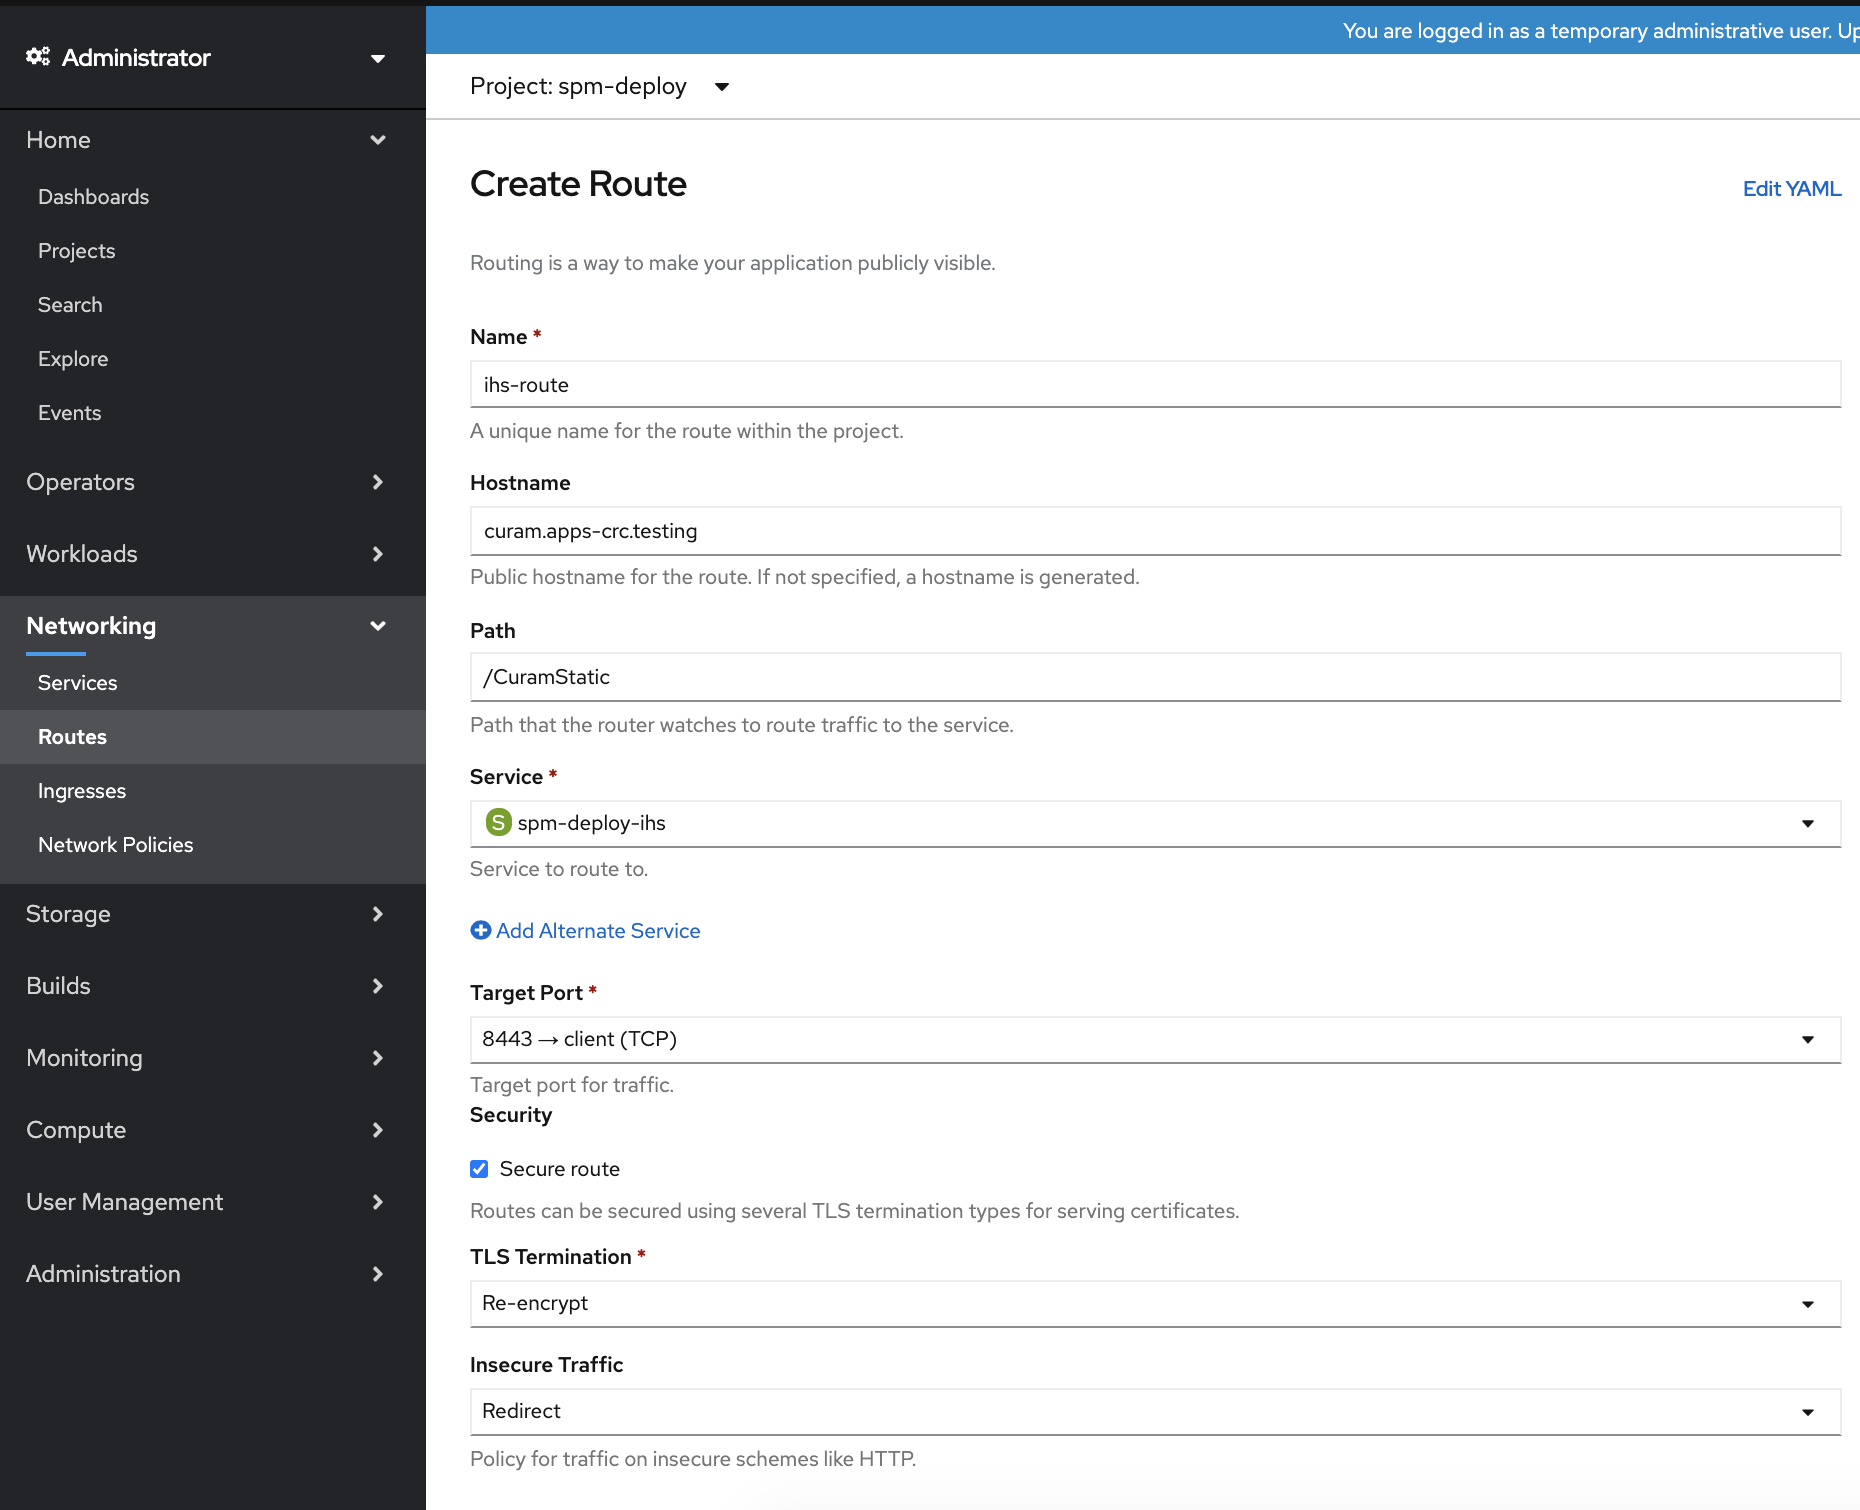 Administrator
Home
Dashboards
Projects
Search
Explore
Events
Operators
Workloads
Networking
Services
Routes
Ingresses
Network Policies
Storage
Builds
Monitoring
Compute
User Management
Administration
You are logged in as a temporary administrative user. Up
Project: spm-deploy
Create Route
Edit YAML
Routing is a way to make your application publicly visible.
Name *
ihs-route
A unique name for the route within the project.
Hostname
curam.apps-crc.testing
Public hostname for the route. If not specified, a hostname is generated.
Path
/CuramStatic
Path that the router watches to route traffic to the service.
Service *
S spm-deploy-ihs
Service to route to.
Add Alternate Service
Target Port *
8443 → client (TCP)
Target port for traffic.
Security
Secure route
Routes can be secured using several TLS termination types for serving certificates.
TLS Termination *
Re-encrypt
Insecure Traffic
Redirect
Policy for traffic on insecure schemes like HTTP.